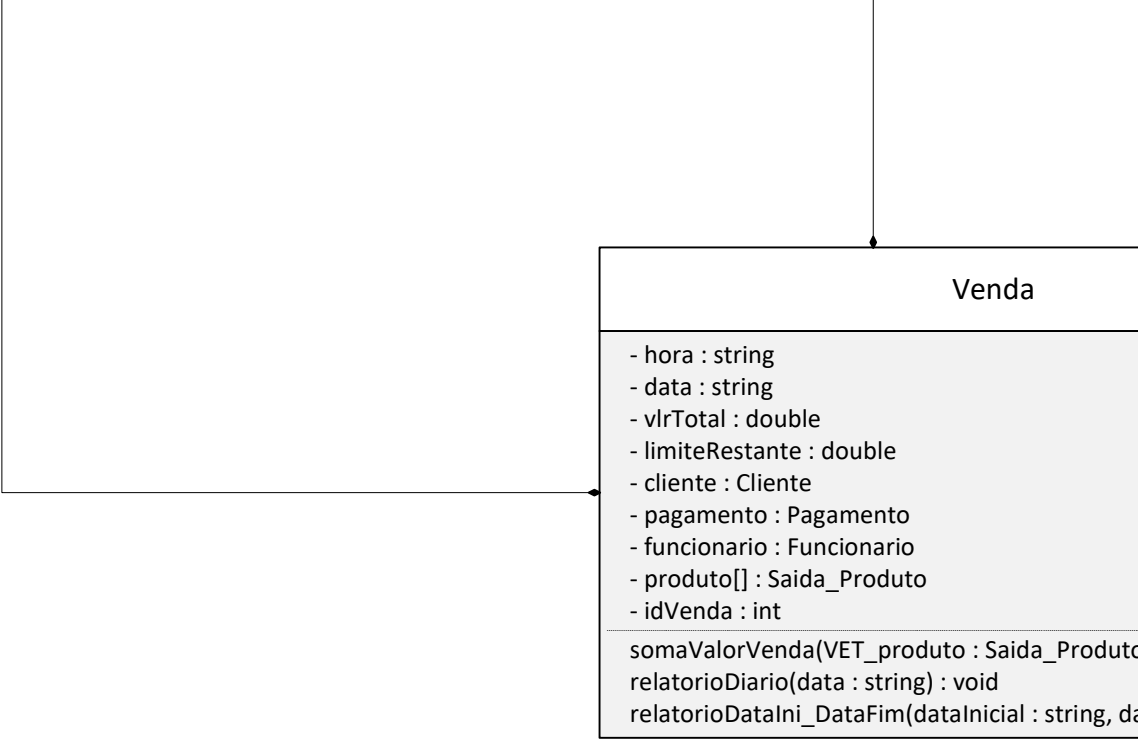 Venda
- hora : string
- data : string
- vlrTotal : double
- limiteRestante : double
- cliente : Cliente
- pagamento : Pagamento
- funcionario : Funcionario
- produto[] : Saida_Produto
- idVenda : int
somaValorVenda(VET_produto : Saida_Produto
relatorioDiario(data : string) : void
relatorioDataIni_DataFim(dataInicial : string,